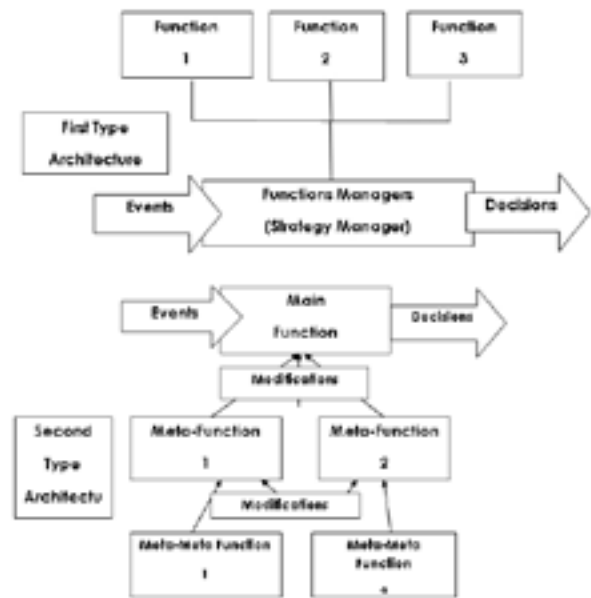 Function
1
Function
2
Function
3
First Type
Architecture
Events
Functions Managers
(Strategy Manager)
Decisions
Events
Main
Function
Decisions
Modifications
Second
Type
Architectu
Meta-Function
1
Meta-Function
2
Modifications
Meta-Meta Function
1
Meta-Meta
Function